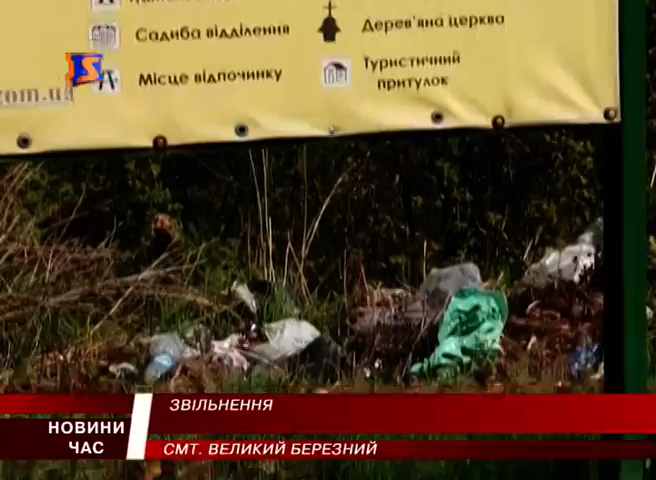 Садиба відділення
Дерев'яна церква
Місце відпочинку
Туристичний
притулок
com.ua
ЗВІЛЬНЕННЯ
НОВИНИ
ЧАС
СМТ. ВЕЛИКИЙ БЕРЕЗНИЙ